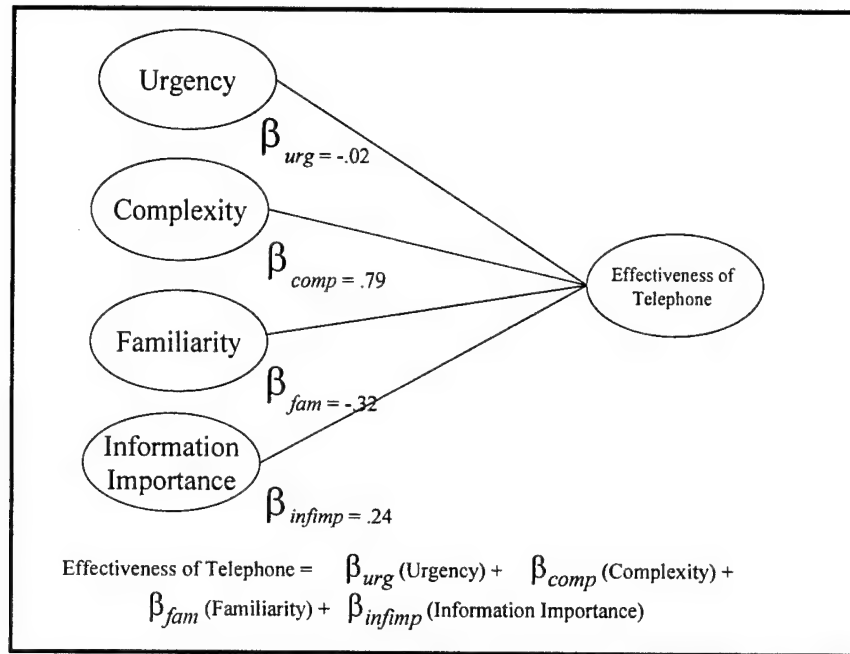 Urgency
β urg = -.02
Complexity
β comp = .79
Effectiveness of
Telephone
Familiarity
β fam = -.32
Information
Importance
β infimp = .24
Effectiveness of Telephone = β urg (Urgency) + β comp (Complexity) +
β fam (Familiarity) + β infimp (Information Importance)